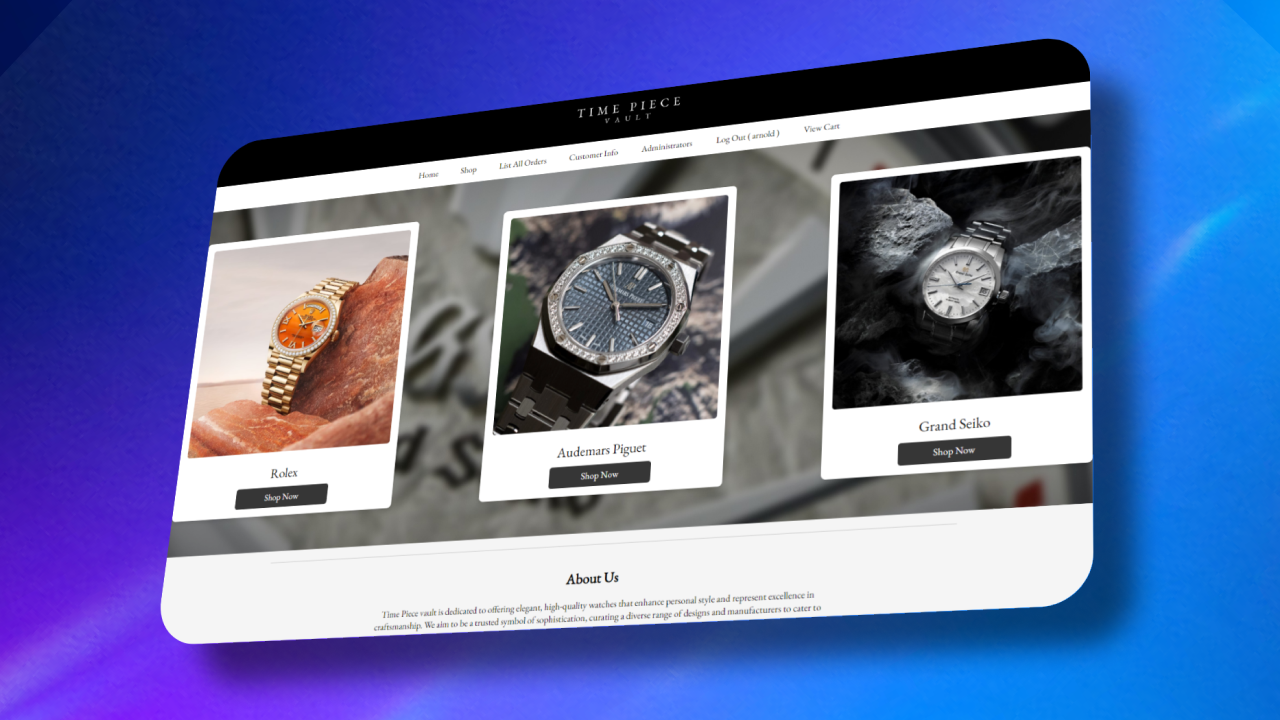 TIME PIECE
VAULT
Home Shop List All Orders Customer Info Administrators Log Out ( arnold ) View Cart
Rolex
Shop Now
Audemars Piguet
Shop Now
Grand Seiko
Shop Now
About Us
Time Piece vault is dedicated to offering elegant, high-quality watches that enhance personal style and represent excellence in
craftsmanship. We aim to be a trusted symbol of sophistication, curating a diverse range of designs and manufacturers to cater to